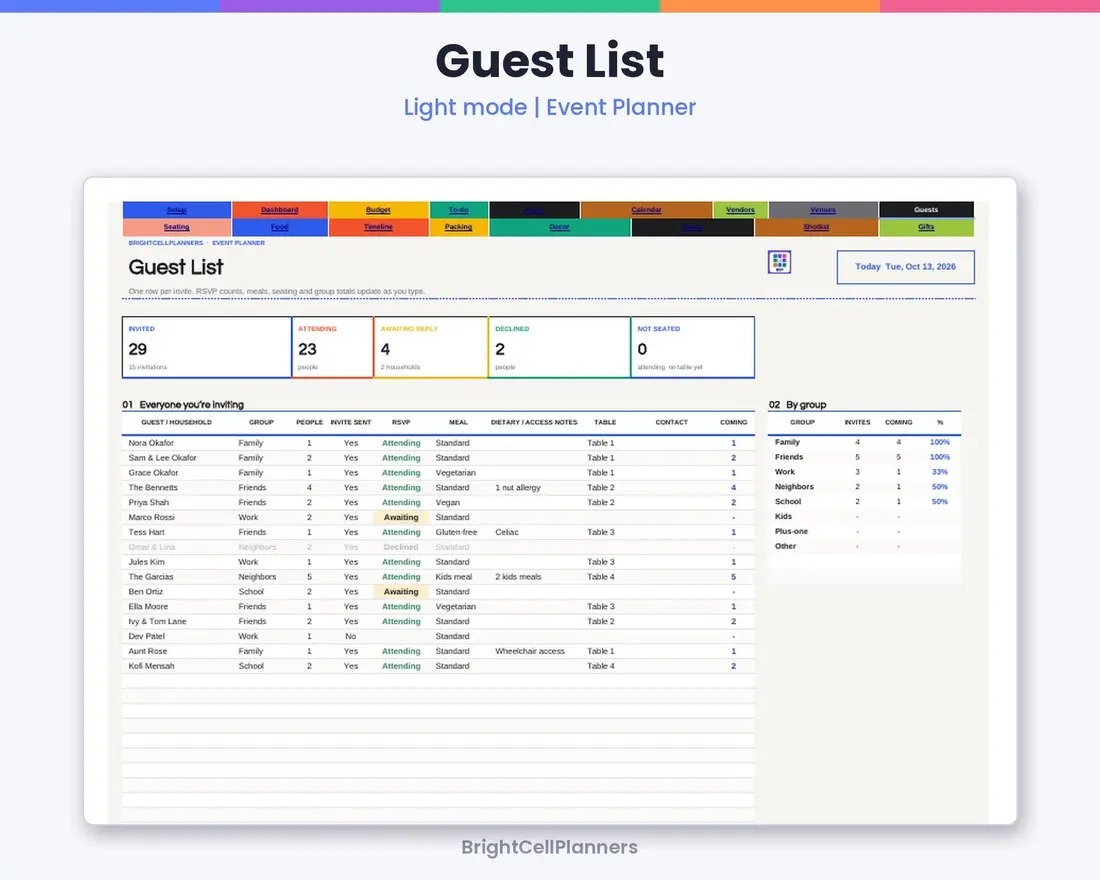 Guest List
Light mode | Event Planner
Setup Dashboard Budget To-do Calendar Vendors Venues Guests
Seating Food Timeline Packing Decor Shotlist Gifts
BRIGHTCELLPLANNERS · EVENT PLANNER
Guest List
Today Tue, Oct 13, 2026
One row per invite. RSVP counts, meals, seating and group totals update as you type.
INVITED ATTENDING AWAITING REPLY DECLINED NOT SEATED
29 23 4 2 0
15 invitations people 2 households people attending, no table yet
01 Everyone you're inviting
GUEST / HOUSEHOLD GROUP PEOPLE INVITE SENT RSVP MEAL DIETARY / ACCESS NOTES TABLE CONTACT COMING
Nora Okafor Family 1 Yes Attending Standard Table 1 1
Sam & Lee Okafor Family 2 Yes Attending Standard Table 1 2
Grace Okafor Family 1 Yes Attending Vegetarian Table 1 1
The Bennetts Friends 4 Yes Attending Standard 1 nut allergy Table 2 4
Priya Shah Friends 2 Yes Attending Vegan Table 2 2
Marco Rossi Work 2 Yes Awaiting Standard -
Tess Hart Friends 1 Yes Attending Gluten-free Celiac Table 3 1
Omar & Lina Neighbors 2 Yes Declined Standard -
Jules Kim Work 1 Yes Attending Standard Table 3 1
The Garcias Neighbors 5 Yes Attending Kids meal 2 kids meals Table 4 5
Ben Ortiz School 2 Yes Awaiting Standard -
Ella Moore Friends 1 Yes Attending Vegetarian Table 3 1
Ivy & Tom Lane Friends 2 Yes Attending Standard Table 2 2
Dev Patel Work 1 No Standard -
Aunt Rose Family 1 Yes Attending Standard Wheelchair access Table 1 1
Kofi Mensah School 2 Yes Attending Standard Table 4 2
02 By group
GROUP INVITES COMING %
Family 4 4 100%
Friends 5 5 100%
Work 3 1 33%
Neighbors 2 1 50%
School 2 1 50%
Kids - -
Plus-one - -
Other - -
BrightCellPlanners